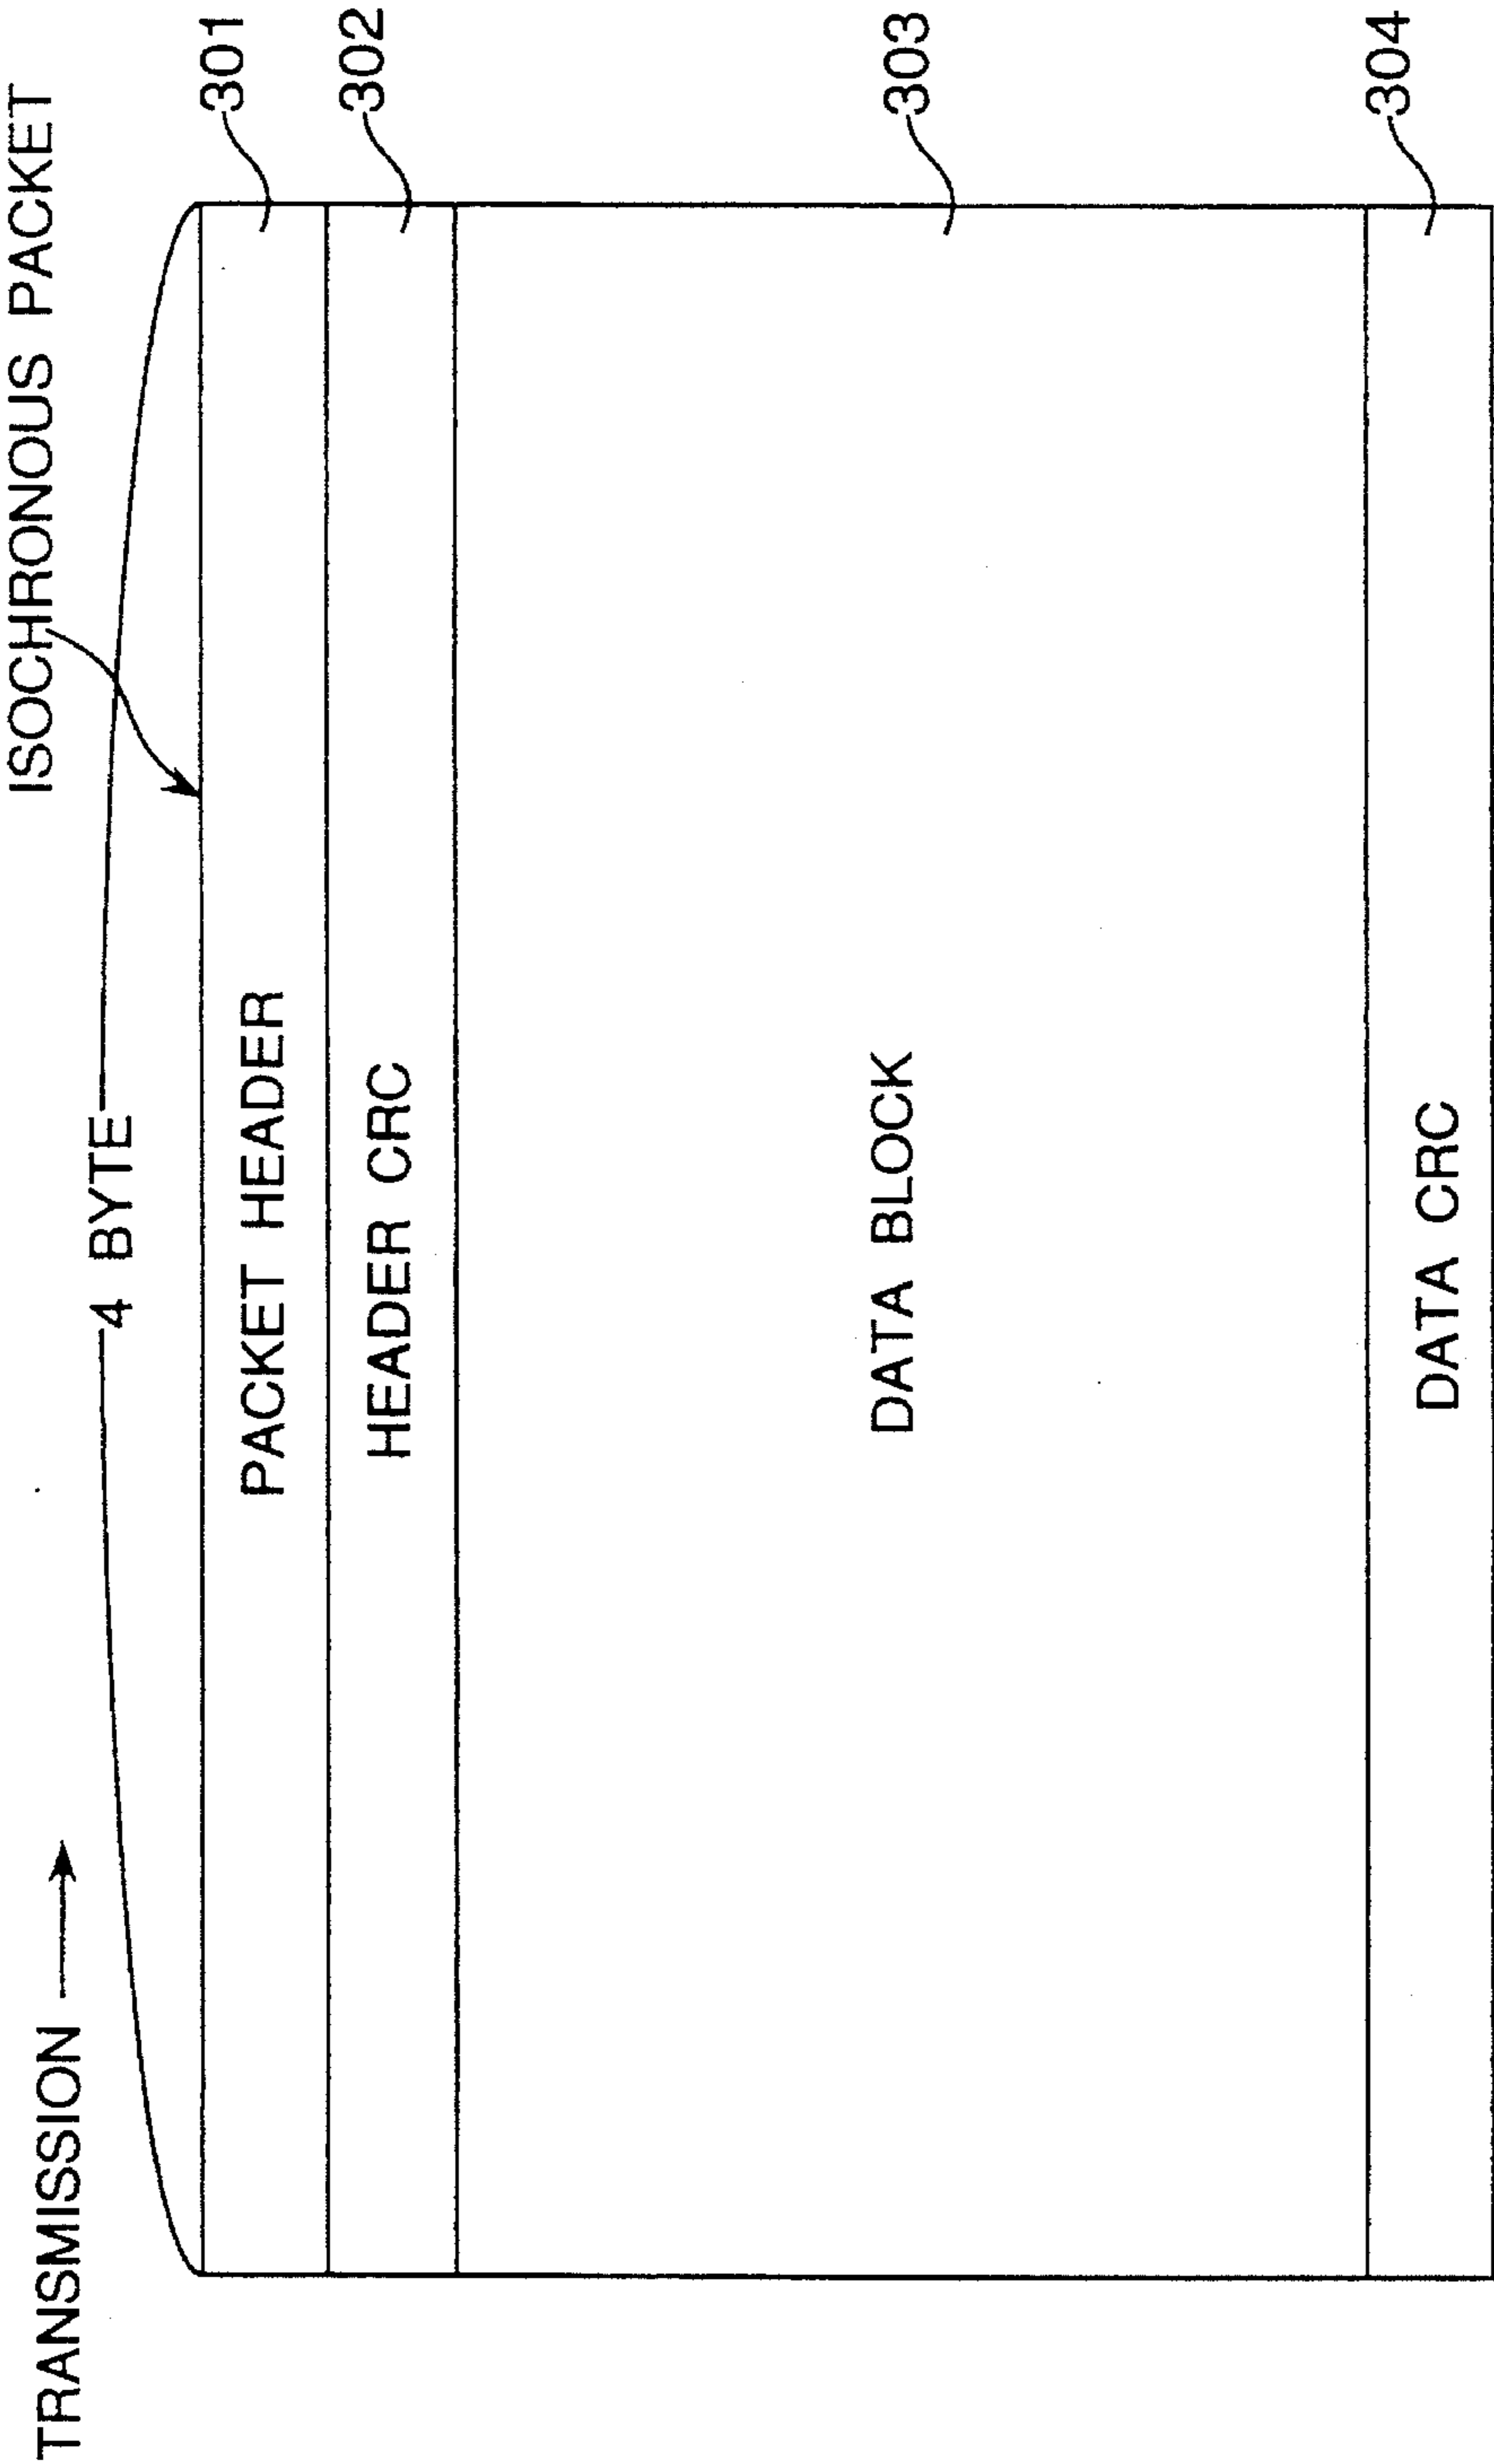 ISOCHRONOUS PACKET
TRANSMISSION
4 BYTE
PACKET HEADER 301
HEADER CRC 302
DATA BLOCK 303
DATA CRC 304